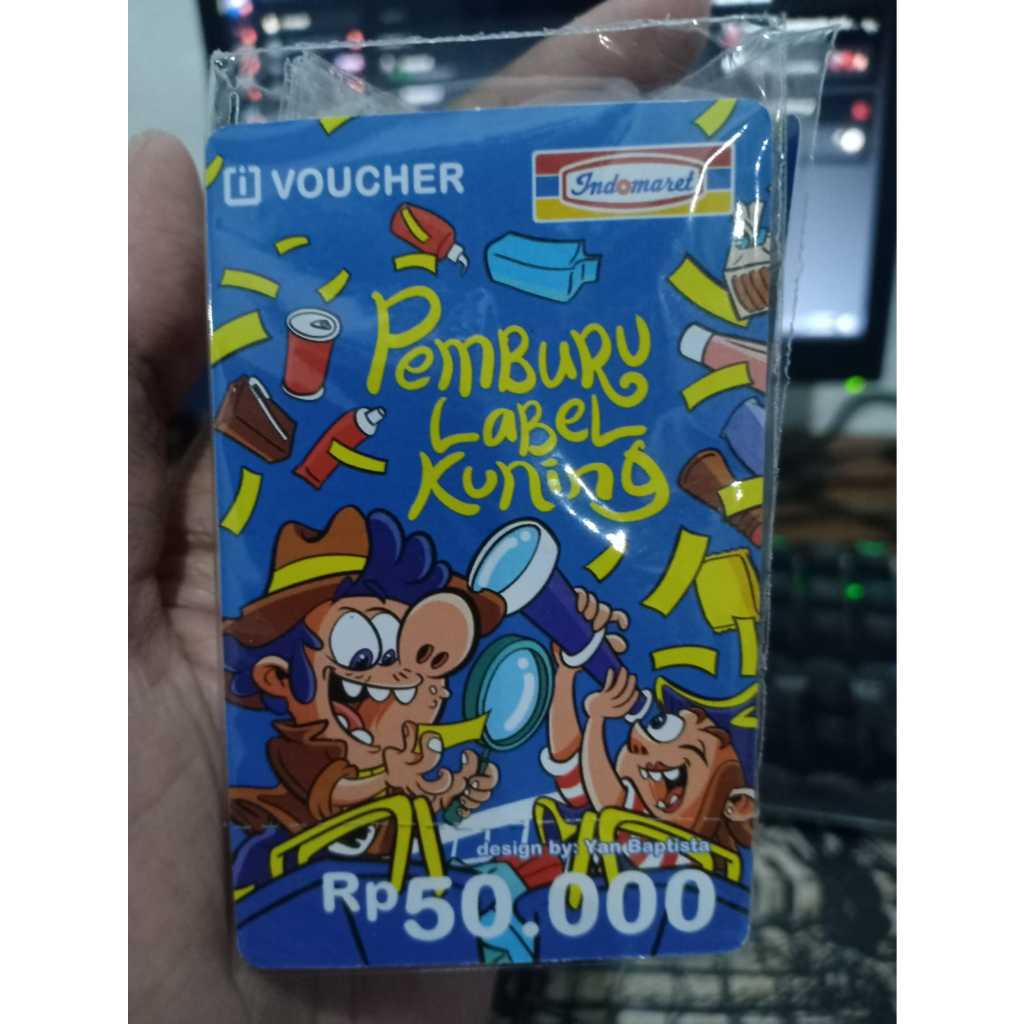 [i] VOUCHER
Indomaret
PEMBURU
LABEL
KUNING
design by: Yan Baptista
Rp50.000